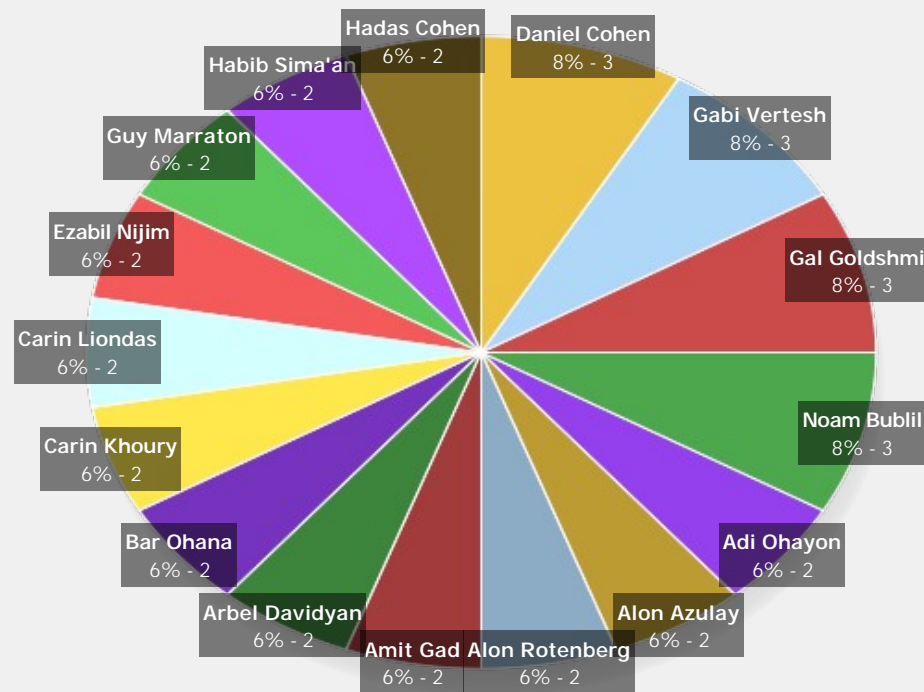 Hadas Cohen
6% - 2
Daniel Cohen
8% - 3
Habib Sima'an
6% - 2
Gabi Vertesh
8% - 3
Guy Marraton
6% - 2
Ezabil Nijim
6% - 2
Gal Goldshmi
8% - 3
Carin Liondas
6% - 2
Noam Bublil
8% - 3
Carin Khoury
6% - 2
Bar Ohana
6% - 2
Adi Ohayon
6% - 2
Arbel Davidyan
6% - 2
Alon Azulay
6% - 2
Amit Gad
6% - 2
Alon Rotenberg
6% - 2